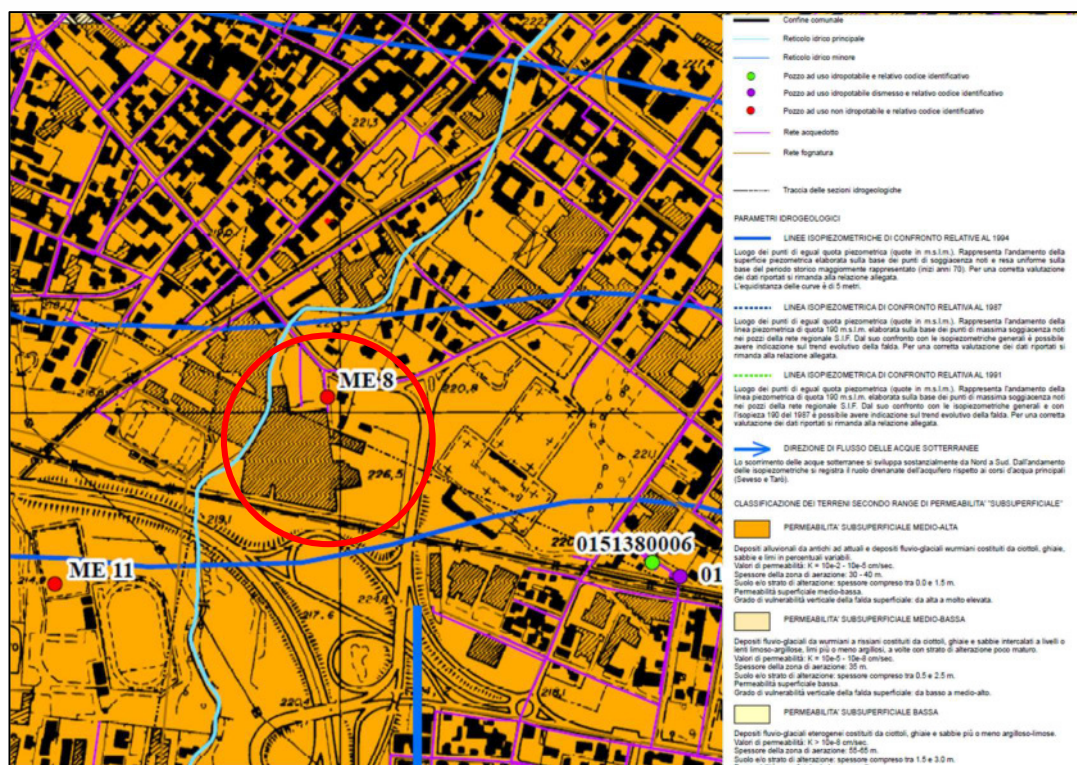 222.
221.4
221.3
219.0
218.0
218.0
ME 8
220.8
226.5
221.
219.1
220
0151380006
01
214.8
ME 11
217.6
224.8
220.1
218.1
Confine comunale
Reticolo idrico principale
Reticolo idrico minore
Pozzo ad uso idropotabile e relativo codice identificativo
Pozzo ad uso idropotabile dismesso e relativo codice identificativo
Pozzo ad uso non idropotabile e relativo codice identificativo
Rete acquedotto
Rete fognatura
Traccia delle sezioni idrogeologiche
PARAMETRI IDROGEOLOGICI
LINEE ISOPIEZOMETRICHE DI CONFRONTO RELATIVE AL 1994
Luogo dei punti di egual quota piezometrica (quote in m.s.l.m.). Rappresenta l'andamento della
superficie piezometrica elaborata sulla base dei punti di soggiacenza noti e resa uniforme sulla
base del periodo storico maggiormente rappresentato (inizi anni 70). Per una corretta valutazione
dei dati riportati si rimanda alla relazione allegata.
L'equidistanza delle curve è di 5 metri.
LINEA ISOPIEZOMETRICA DI CONFRONTO RELATIVA AL 1987
Luogo dei punti di egual quota piezometrica (quote in m.s.l.m.). Rappresenta l'andamento della
linea piezometrica di quota 190 m.s.l.m. elaborata sulla base dei punti di massima soggiacenza noti
nei pozzi della rete regionale S.I.F. Dal suo confronto con le isopiezometriche generali è possibile
avere indicazione sul trend evolutivo della falda. Per una corretta valutazione dei dati riportati si
rimanda alla relazione allegata.
LINEA ISOPIEZOMETRICA DI CONFRONTO RELATIVA AL 1991
Luogo dei punti di egual quota piezometrica (quote in m.s.l.m.). Rappresenta l'andamento della
linea piezometrica di quota 190 m.s.l.m. elaborata sulla base dei punti di massima soggiacenza noti
nei pozzi della rete regionale S.I.F. Dal suo confronto con le isopiezometriche generali e con
l'isopieza 190 del 1987 è possibile avere indicazione sul trend evolutivo della falda. Per una corretta
valutazione dei dati riportati si rimanda alla relazione allegata.
DIREZIONE DI FLUSSO DELLE ACQUE SOTTERRANEE
Lo scorrimento delle acque sotterranee si sviluppa sostanzialmente da Nord a Sud. Dall'andamento
delle isopiezometriche si registra il ruolo drenante dell'acquifero rispetto ai corsi d'acqua principali
(Seveso e Tarò).
CLASSIFICAZIONE DEI TERRENI SECONDO RANGE DI PERMEABILITA' "SUBSUPERFICIALE"
PERMEABILITA' SUBSUPERFICIALE MEDIO-ALTA
Depositi alluvionali da antichi ad attuali e depositi fluvio-glaciali wurmiani costituiti da ciottoli, ghiaie,
sabbie e limi in percentuali variabili.
Valori di permeabilità: K = 10e-2 - 10e-5 cm/sec.
Spessore della zona di aerazione: 30 - 40 m.
Suolo e/o strato di alterazione: spessore compreso tra 0.0 e 1.5 m.
Permeabilità superficiale medio-bassa.
Grado di vulnerabilità verticale della falda superficiale: da alta a molto elevata.
PERMEABILITA' SUBSUPERFICIALE MEDIO-BASSA
Depositi fluvio-glaciali da wurmiani a rissiani costituiti da ciottoli, ghiaie e sabbie intercalati a livelli o
lenti limoso-argillose, limi più o meno argillosi, a volte con strato di alterazione poco maturo.
Valori di permeabilità: K = 10e-5 - 10e-8 cm/sec.
Spessore della zona di aerazione: 35 m.
Suolo e/o strato di alterazione: spessore compreso tra 0.5 e 2.5 m.
Permeabilità superficiale bassa.
Grado di vulnerabilità verticale della falda superficiale: da basso a medio-alto.
PERMEABILITA' SUBSUPERFICIALE BASSA
Depositi fluvio-glaciali eterogenei costituiti da ciottoli, ghiaie e sabbie più o meno argilloso-limose.
Valori di permeabilità: K > 10e-8 cm/sec.
Spessore della zona di aerazione: 55-65 m.
Suolo e/o strato di alterazione: spessore compreso tra 1.5 e 3.0 m.